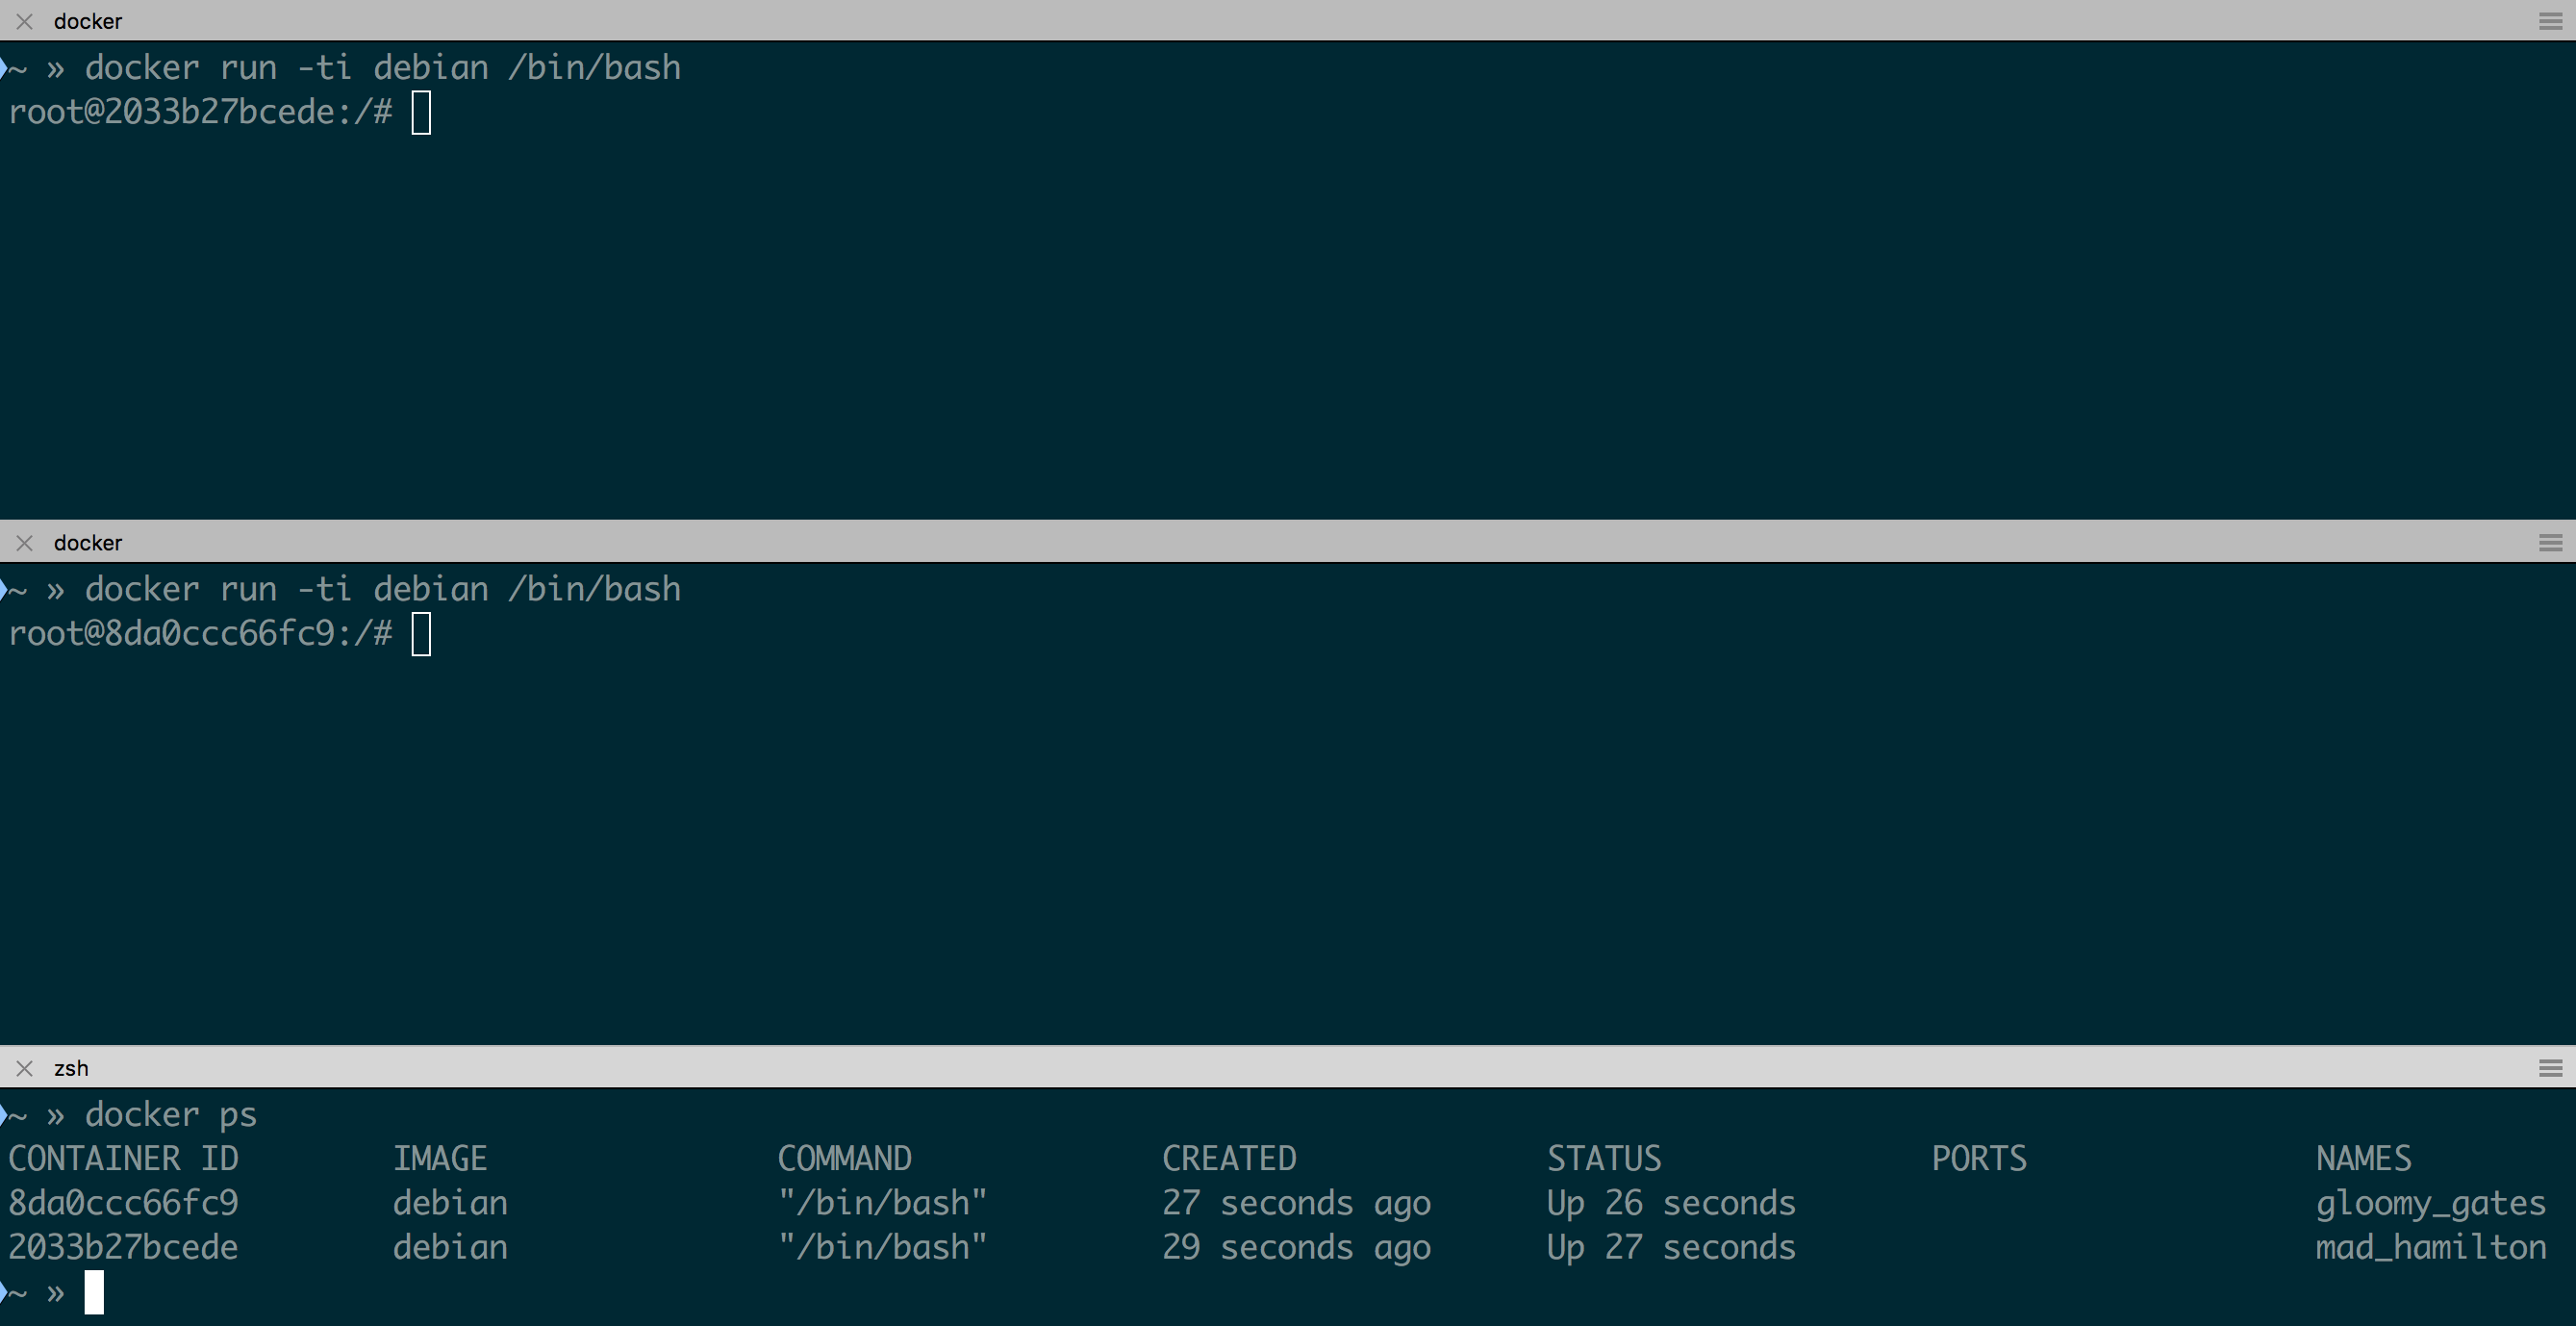 docker
~ » docker run -ti debian /bin/bash
root@2033b27bcede:/#
docker
~ » docker run -ti debian /bin/bash
root@8da0ccc66fc9:/#
zsh
~ » docker ps
CONTAINER ID        IMAGE               COMMAND             CREATED             STATUS              PORTS               NAMES
8da0ccc66fc9        debian              "/bin/bash"         27 seconds ago      Up 26 seconds                           gloomy_gates
2033b27bcede        debian              "/bin/bash"         29 seconds ago      Up 27 seconds                           mad_hamilton
~ »